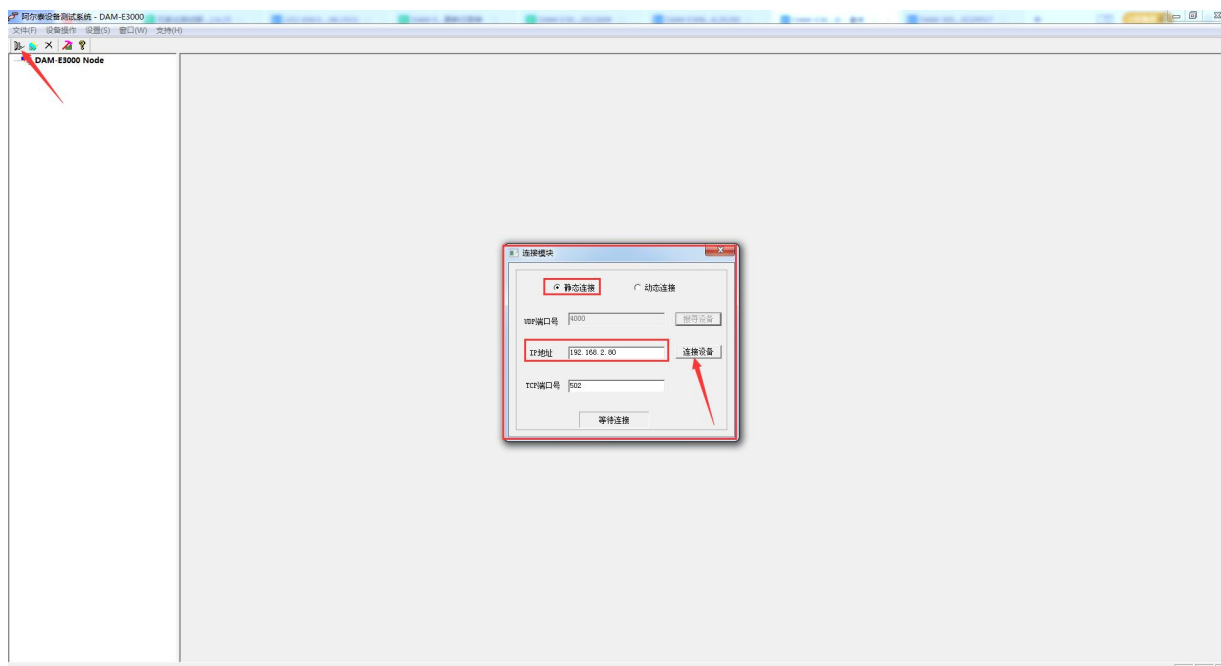 阿尔泰设备测试系统 - DAM-E3000
文件(F) 设备操作 设置(S) 窗口(W) 支持(H)
DAM-E3000 Node
连接模块
静态连接 动态连接
UDP端口号 4000 搜寻设备
IP地址 192.168.2.80 连接设备
TCP端口号 502
等待连接